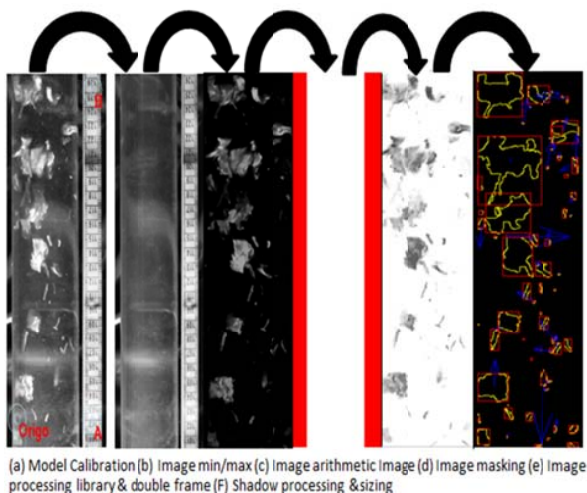 B
Origo A
(a) Model Calibration (b) Image min/max (c) Image arithmetic Image (d) Image masking (e) Image
processing library & double frame (F) Shadow processing &sizing